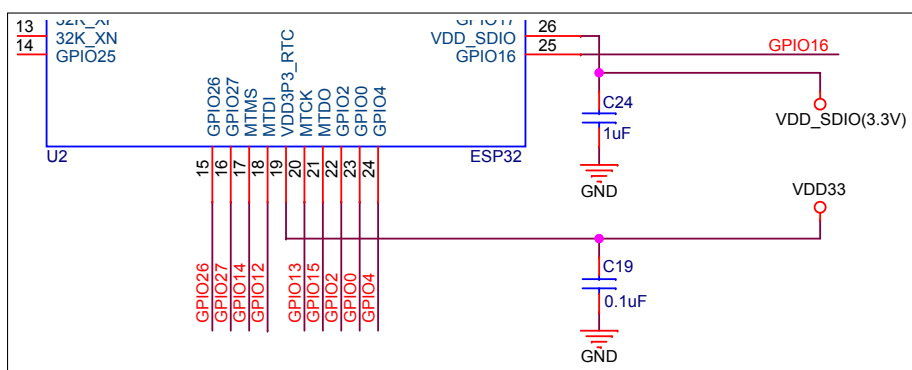 13
32K_XP
14
32K_XN
GPIO25
GPIO17
VDD_SDIO
GPIO16
26
25
GPIO16
GPIO26
GPIO27
MTMS
MTDI
VDD3P3_RTC
MTCK
MTDO
GPIO2
GPIO0
GPIO4
U2
ESP32
15
16
17
18
19
20
21
22
23
24
GPIO26
GPIO27
GPIO14
GPIO12
GPIO13
GPIO15
GPIO2
GPIO0
GPIO4
C24
1uF
GND
VDD_SDIO(3.3V)
VDD33
C19
0.1uF
GND